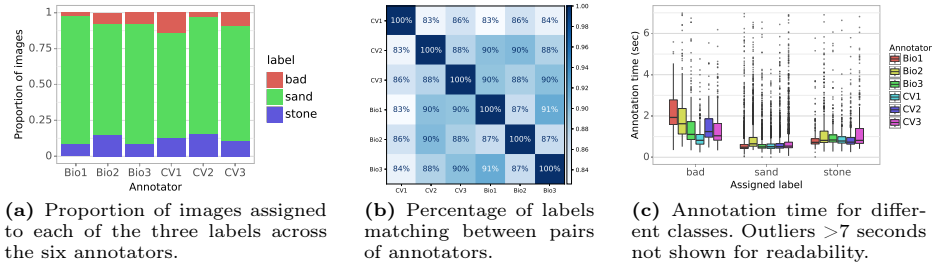 Proportion of images
1
0.75
0.5
0.25
0
Bio1 Bio2 Bio3 CV1 CV2 CV3
Annotator
label
bad
sand
stone
CV1 100% 83% 86% 83% 86% 84%
CV2 83% 100% 88% 90% 90% 88%
CV3 86% 88% 100% 90% 88% 90%
Bio1 83% 90% 90% 100% 87% 91%
Bio2 86% 90% 88% 87% 100% 87%
Bio3 84% 88% 90% 91% 87% 100%
CV1 CV2 CV3 Bio1 Bio2 Bio3
1.00
0.98
0.96
0.94
0.92
0.90
0.88
0.86
0.84
Annotation time (sec)
6
4
2
0
bad sand stone
Assigned label
Annotator
Bio1
Bio2
Bio3
CV1
CV2
CV3
(a) Proportion of images assigned
to each of the three labels across
the six annotators.
(b) Percentage of labels
matching between pairs
of annotators.
(c) Annotation time for differ-
ent classes. Outliers >7 seconds
not shown for readability.